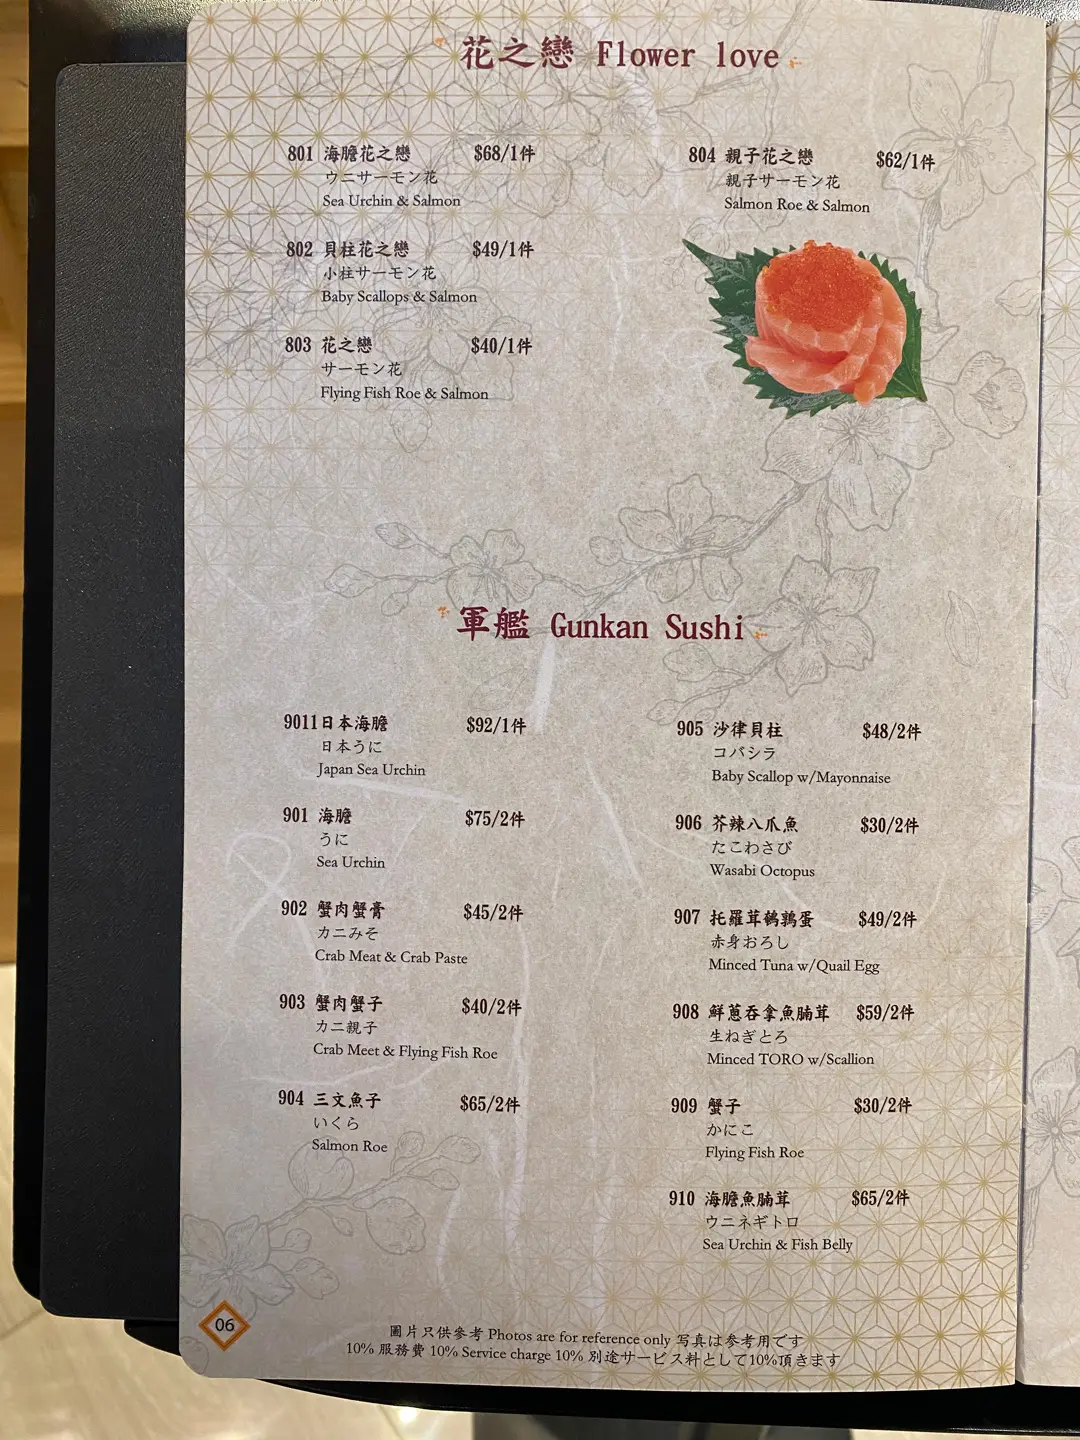 花之戀 Flower love
801 海膽花之戀 $68/1件
ウニサーモン花
Sea Urchin & Salmon
802 貝柱花之戀 $49/1件
小柱サーモン花
Baby Scallops & Salmon
803 花之戀 $40/1件
サーモン花
Flying Fish Roe & Salmon
804 親子花之戀 $62/1件
親子サーモン花
Salmon Roe & Salmon
軍艦 Gunkan Sushi
9011 日本海膽 $92/1件
日本うに
Japan Sea Urchin
901 海膽 $75/2件
うに
Sea Urchin
902 蟹肉蟹膏 $45/2件
カニみそ
Crab Meat & Crab Paste
903 蟹肉蟹子 $40/2件
カニ親子
Crab Meet & Flying Fish Roe
904 三文魚子 $65/2件
いくら
Salmon Roe
905 沙律貝柱 $48/2件
コバシラ
Baby Scallop w/Mayonnaise
906 芥辣八爪魚 $30/2件
たこわさび
Wasabi Octopus
907 托羅茸鵪鶉蛋 $49/2件
赤身おろし
Minced Tuna w/Quail Egg
908 鮮蔥吞拿魚腩茸 $59/2件
生ねぎとろ
Minced TORO w/Scallion
909 蟹子 $30/2件
かにこ
Flying Fish Roe
910 海膽魚腩茸 $65/2件
ウニネギトロ
Sea Urchin & Fish Belly
06
圖片只供參考 Photos are for reference only 写真は参考用です
10% 服務費 10% Service charge 10% 別途サービス料として10%頂きます